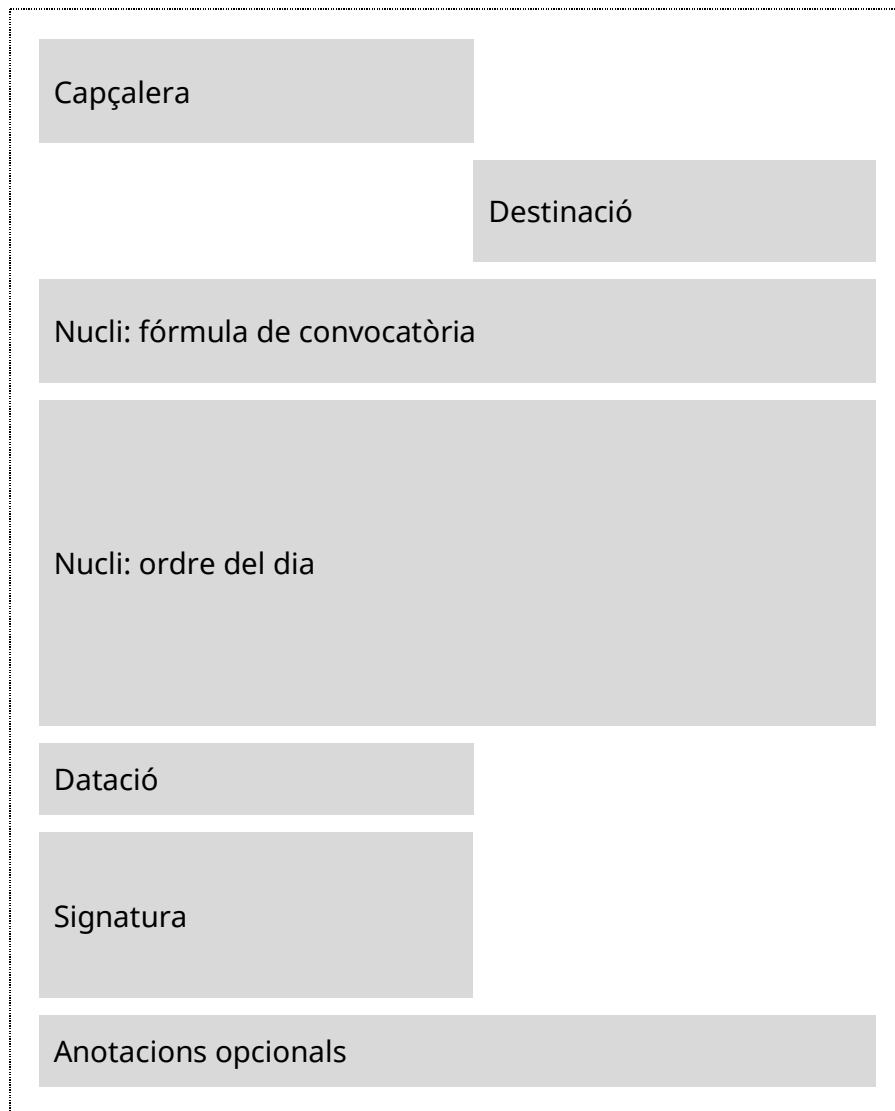 Capçalera
Destinació
Nucli: fórmula de convocatòria
Nucli: ordre del dia
Datació
Signatura
Anotacions opcionals